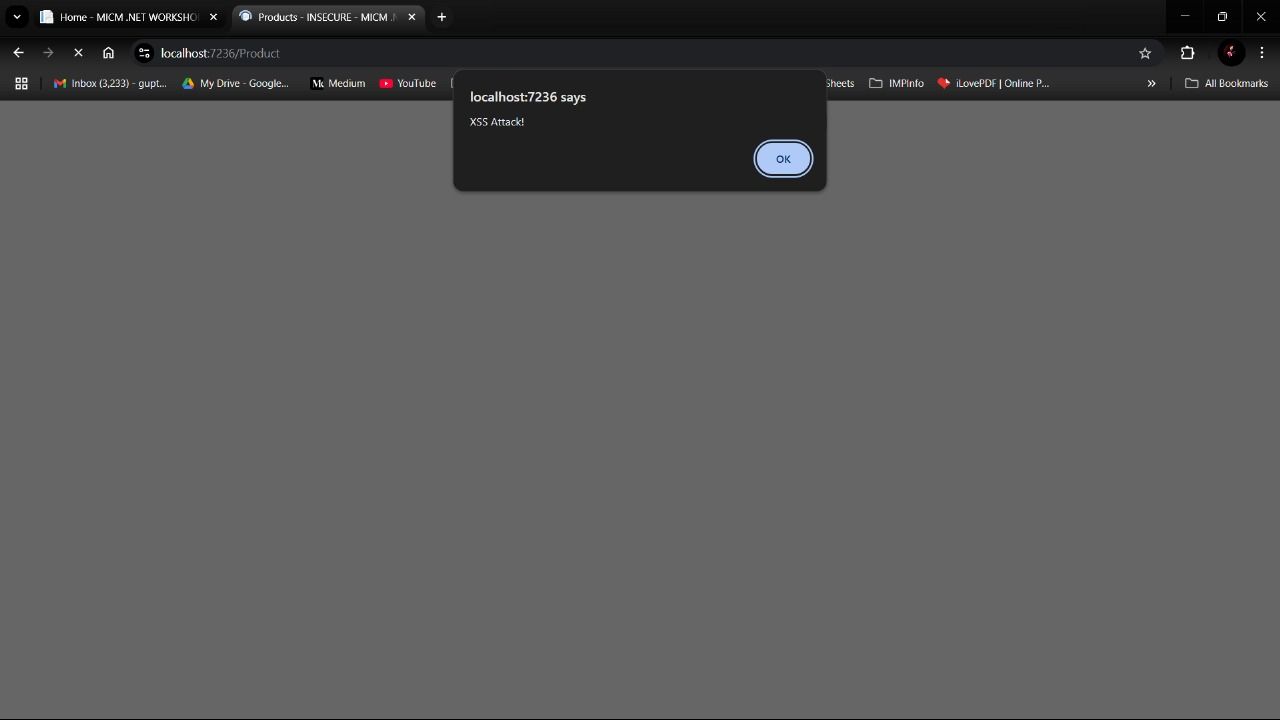 Home - MICM .NET WORKSHO
Products - INSECURE - MICM .N
localhost:7236/Product
Inbox (3,233) - gupt...
My Drive - Google...
Medium
YouTube
Sheets
IMPInfo
iLovePDF | Online P...
All Bookmarks
localhost:7236 says
XSS Attack!
OK